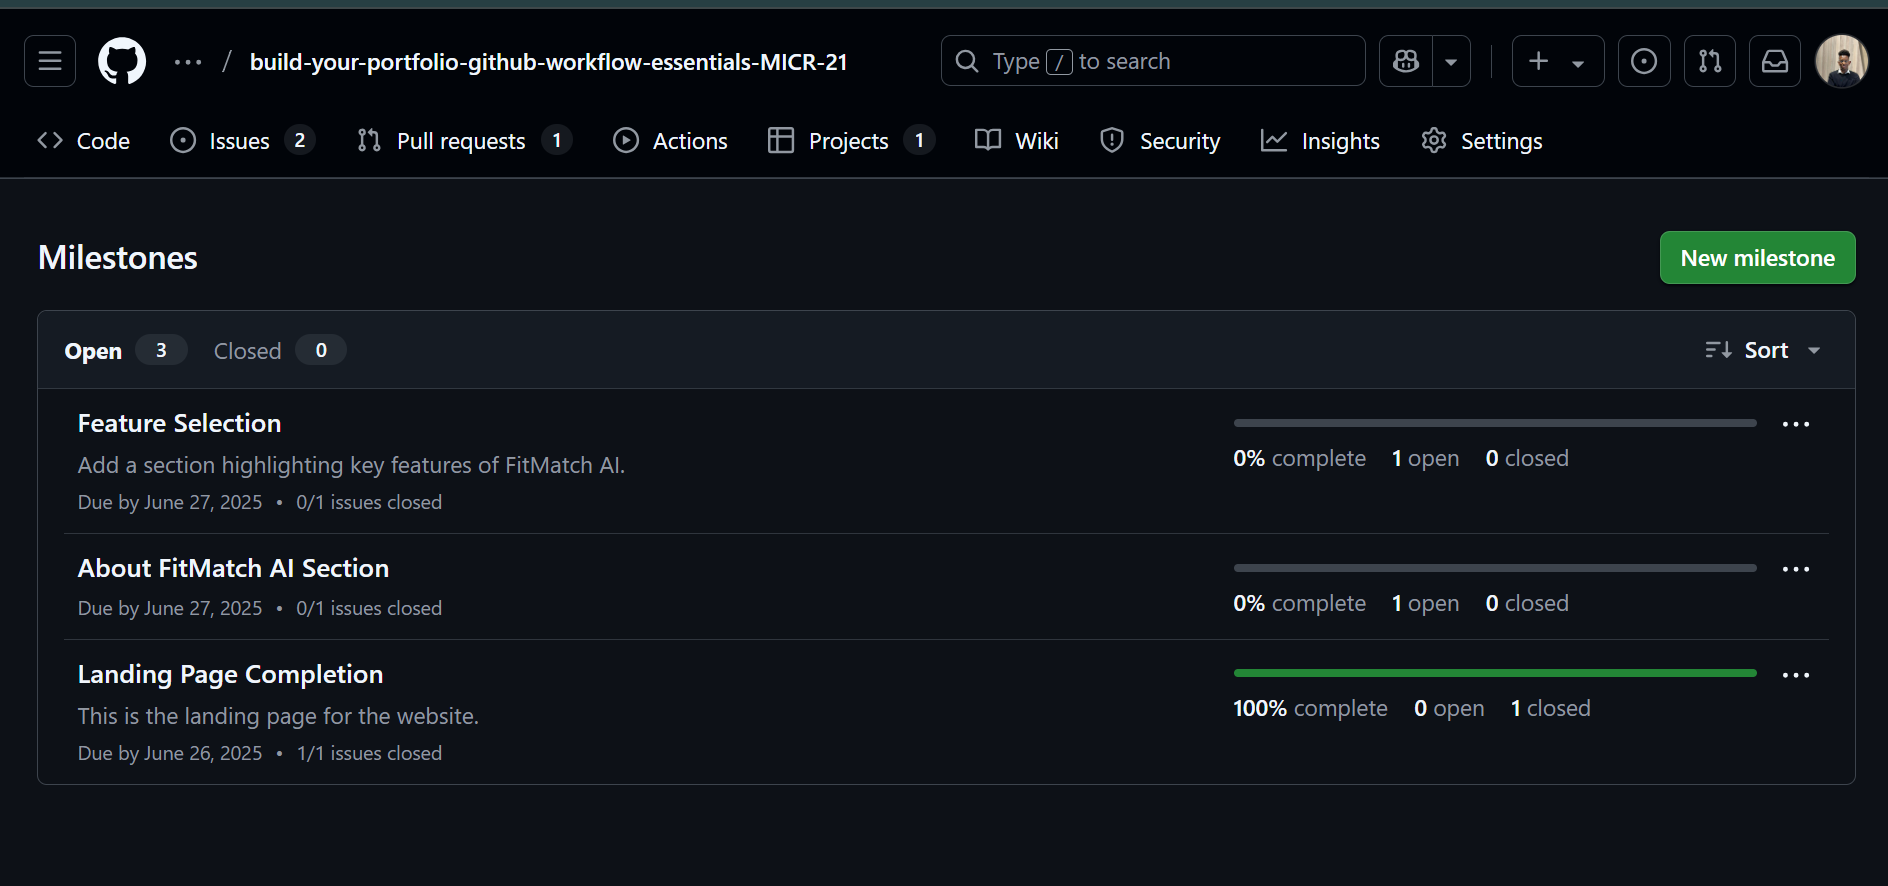 ... / build-your-portfolio-github-workflow-essentials-MICR-21 Type / to search
Code Issues 2 Pull requests 1 Actions Projects 1 Wiki Security Insights Settings
Milestones New milestone
Open 3 Closed 0 Sort
Feature Selection
Add a section highlighting key features of FitMatch AI.
0% complete 1 open 0 closed
Due by June 27, 2025 • 0/1 issues closed
About FitMatch AI Section
Due by June 27, 2025 • 0/1 issues closed
0% complete 1 open 0 closed
Landing Page Completion
This is the landing page for the website.
100% complete 0 open 1 closed
Due by June 26, 2025 • 1/1 issues closed